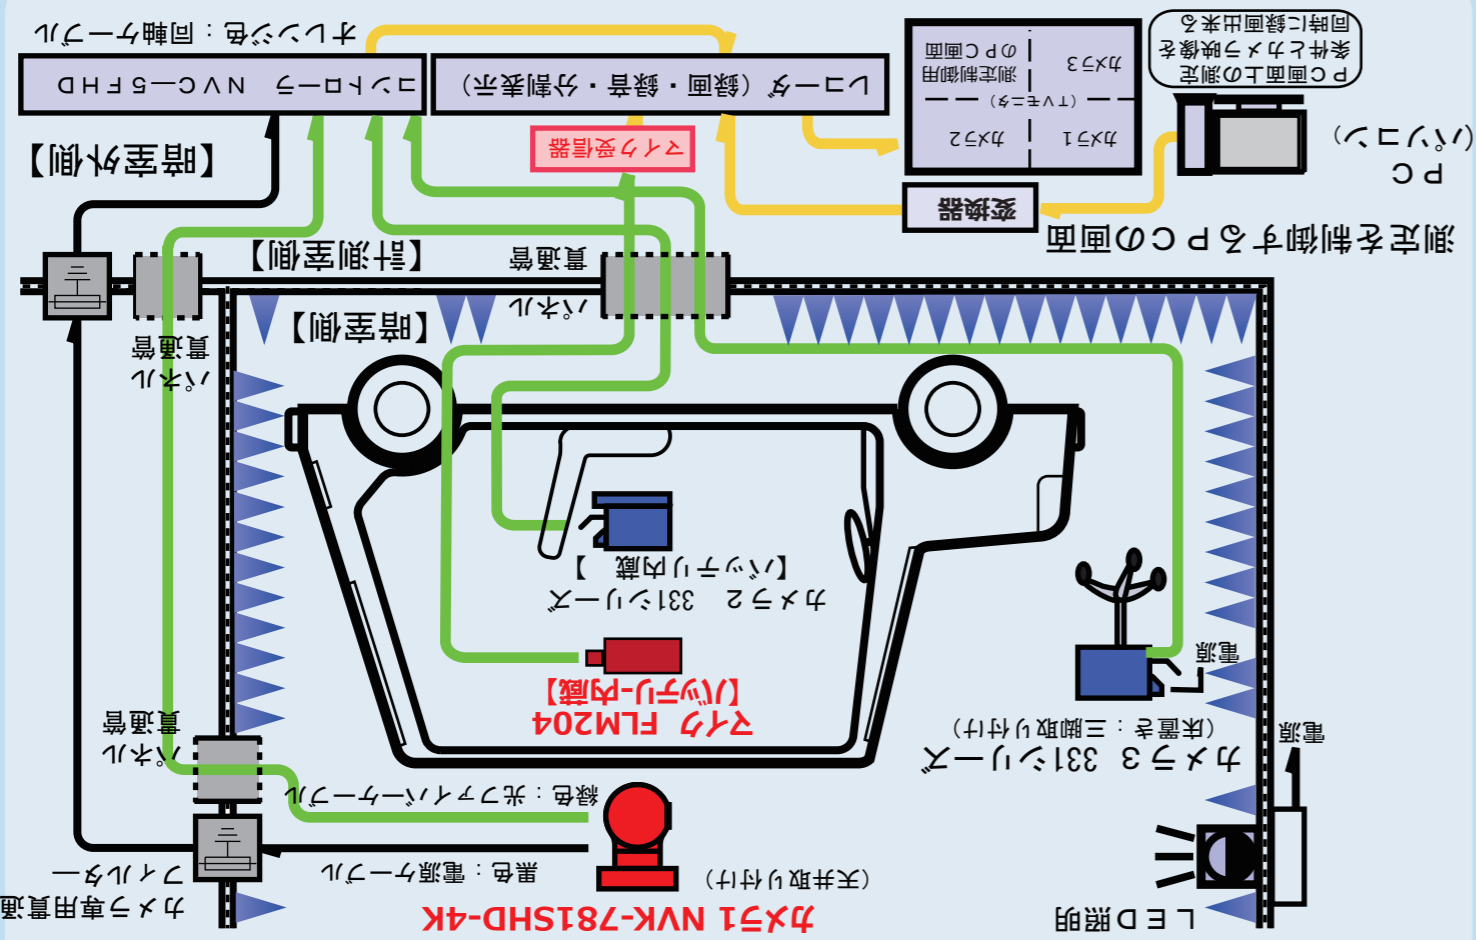 LED照明
カメラ1 NVK-781SHD-4K
(天井取り付け)
カメラ専用貫通
フィルター
黒色：電源ケーブル
緑色：光ファイバーケーブル
電源
カメラ3 331シリーズ
(床置き：三脚取り付け)
電源
マイク FLM204
【バッテリー内蔵】
パネル
貫通管
カメラ2 331シリーズ
【バッテリ内蔵 】
パネル
貫通管
【暗室側】
パネル
貫通管
【計測室側】
測定を制御するPCの画面
変換器
PC
(パソコン)
PC画面上の測定
条件とカメラ映像を
同時に録画出来る
カメラ1
カメラ2
(TVモニタ)
カメラ3
測定制御用
のPC画面
マイク受信器
【暗室外側】
レコーダ（録画・録音・分割表示）
コントローラ NVC―5FHD
オレンジ色：同軸ケーブル